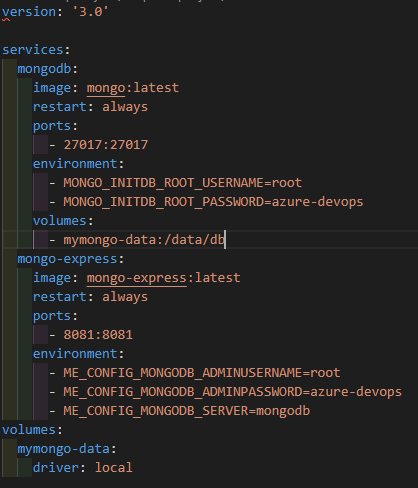 version: '3.0'
services:
  mongodb:
    image: mongo:latest
    restart: always
    ports:
      - 27017:27017
    environment:
      - MONGO_INITDB_ROOT_USERNAME=root
      - MONGO_INITDB_ROOT_PASSWORD=azure-devops
    volumes:
      - mymongo-data:/data/db
  mongo-express:
    image: mongo-express:latest
    restart: always
    ports:
      - 8081:8081
    environment:
      - ME_CONFIG_MONGODB_ADMINUSERNAME=root
      - ME_CONFIG_MONGODB_ADMINPASSWORD=azure-devops
      - ME_CONFIG_MONGODB_SERVER=mongodb
volumes:
  mymongo-data:
    driver: local